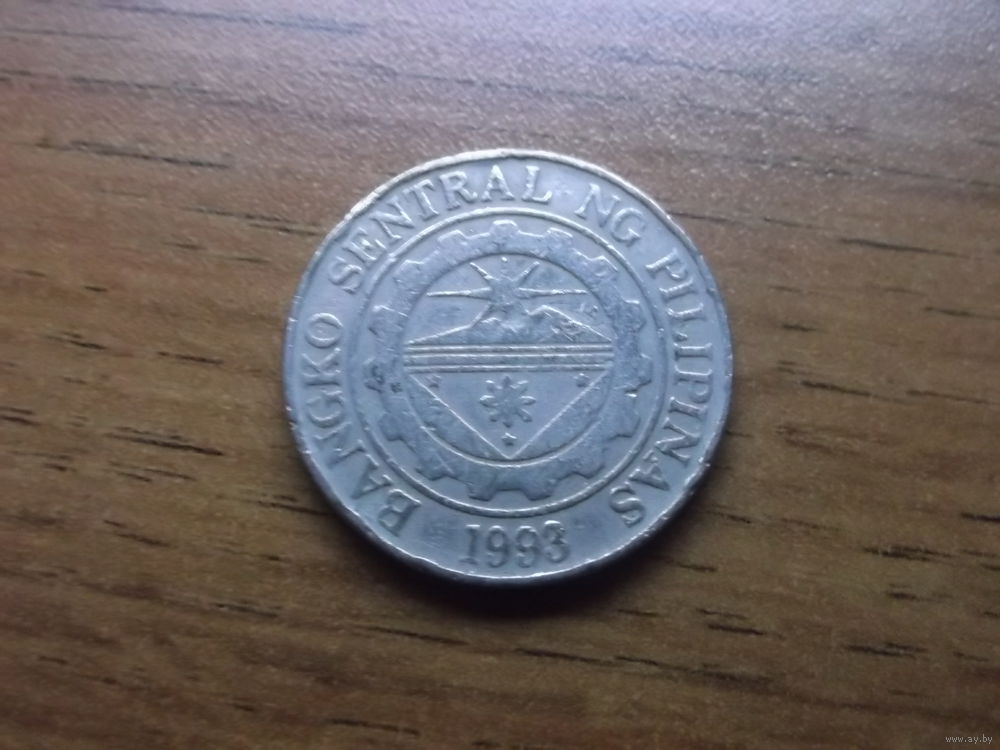 BANGKO SENTRAL NG PILIPINAS
1993
www.ay.by